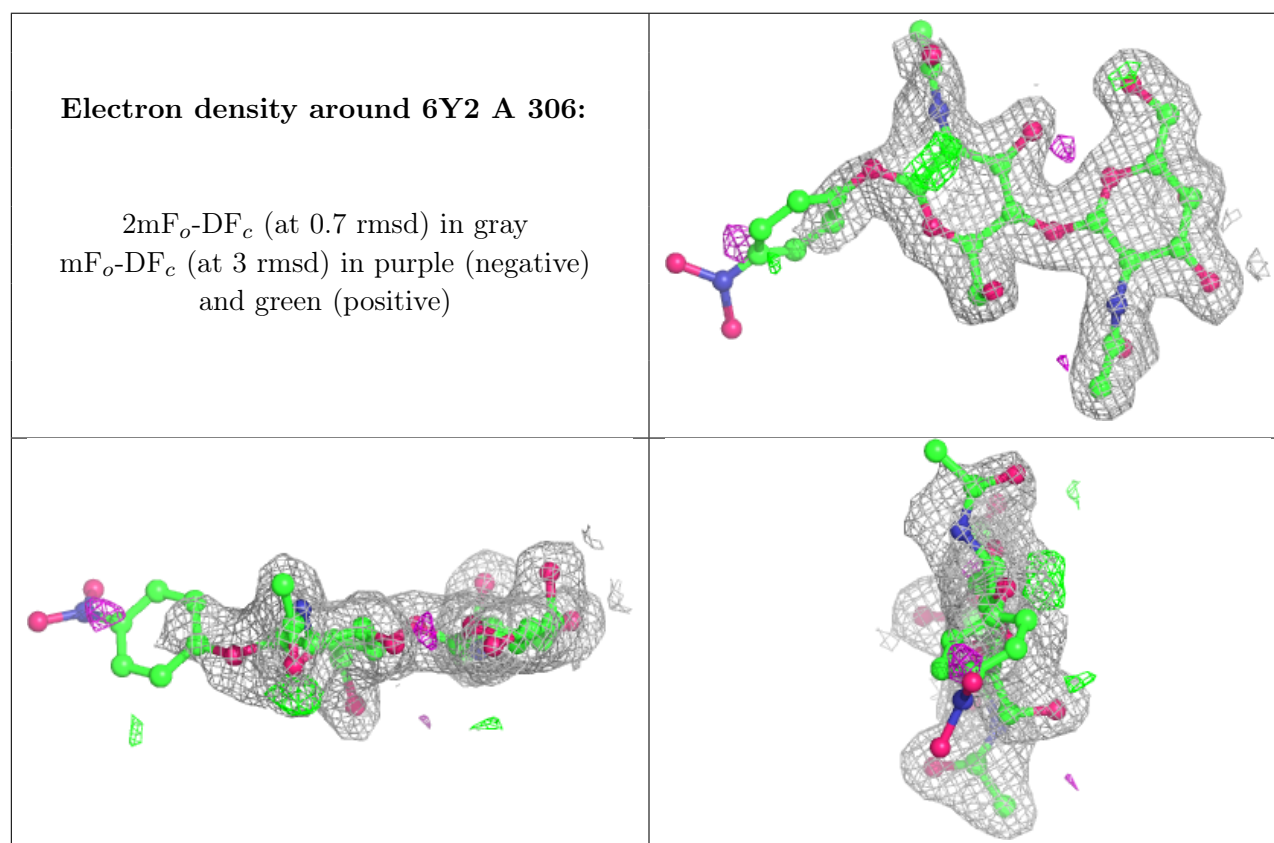 Electron density around 6Y2 A 306:
2mFo-DFc (at 0.7 rmsd) in gray
mFo-DFc (at 3 rmsd) in purple (negative)
and green (positive)